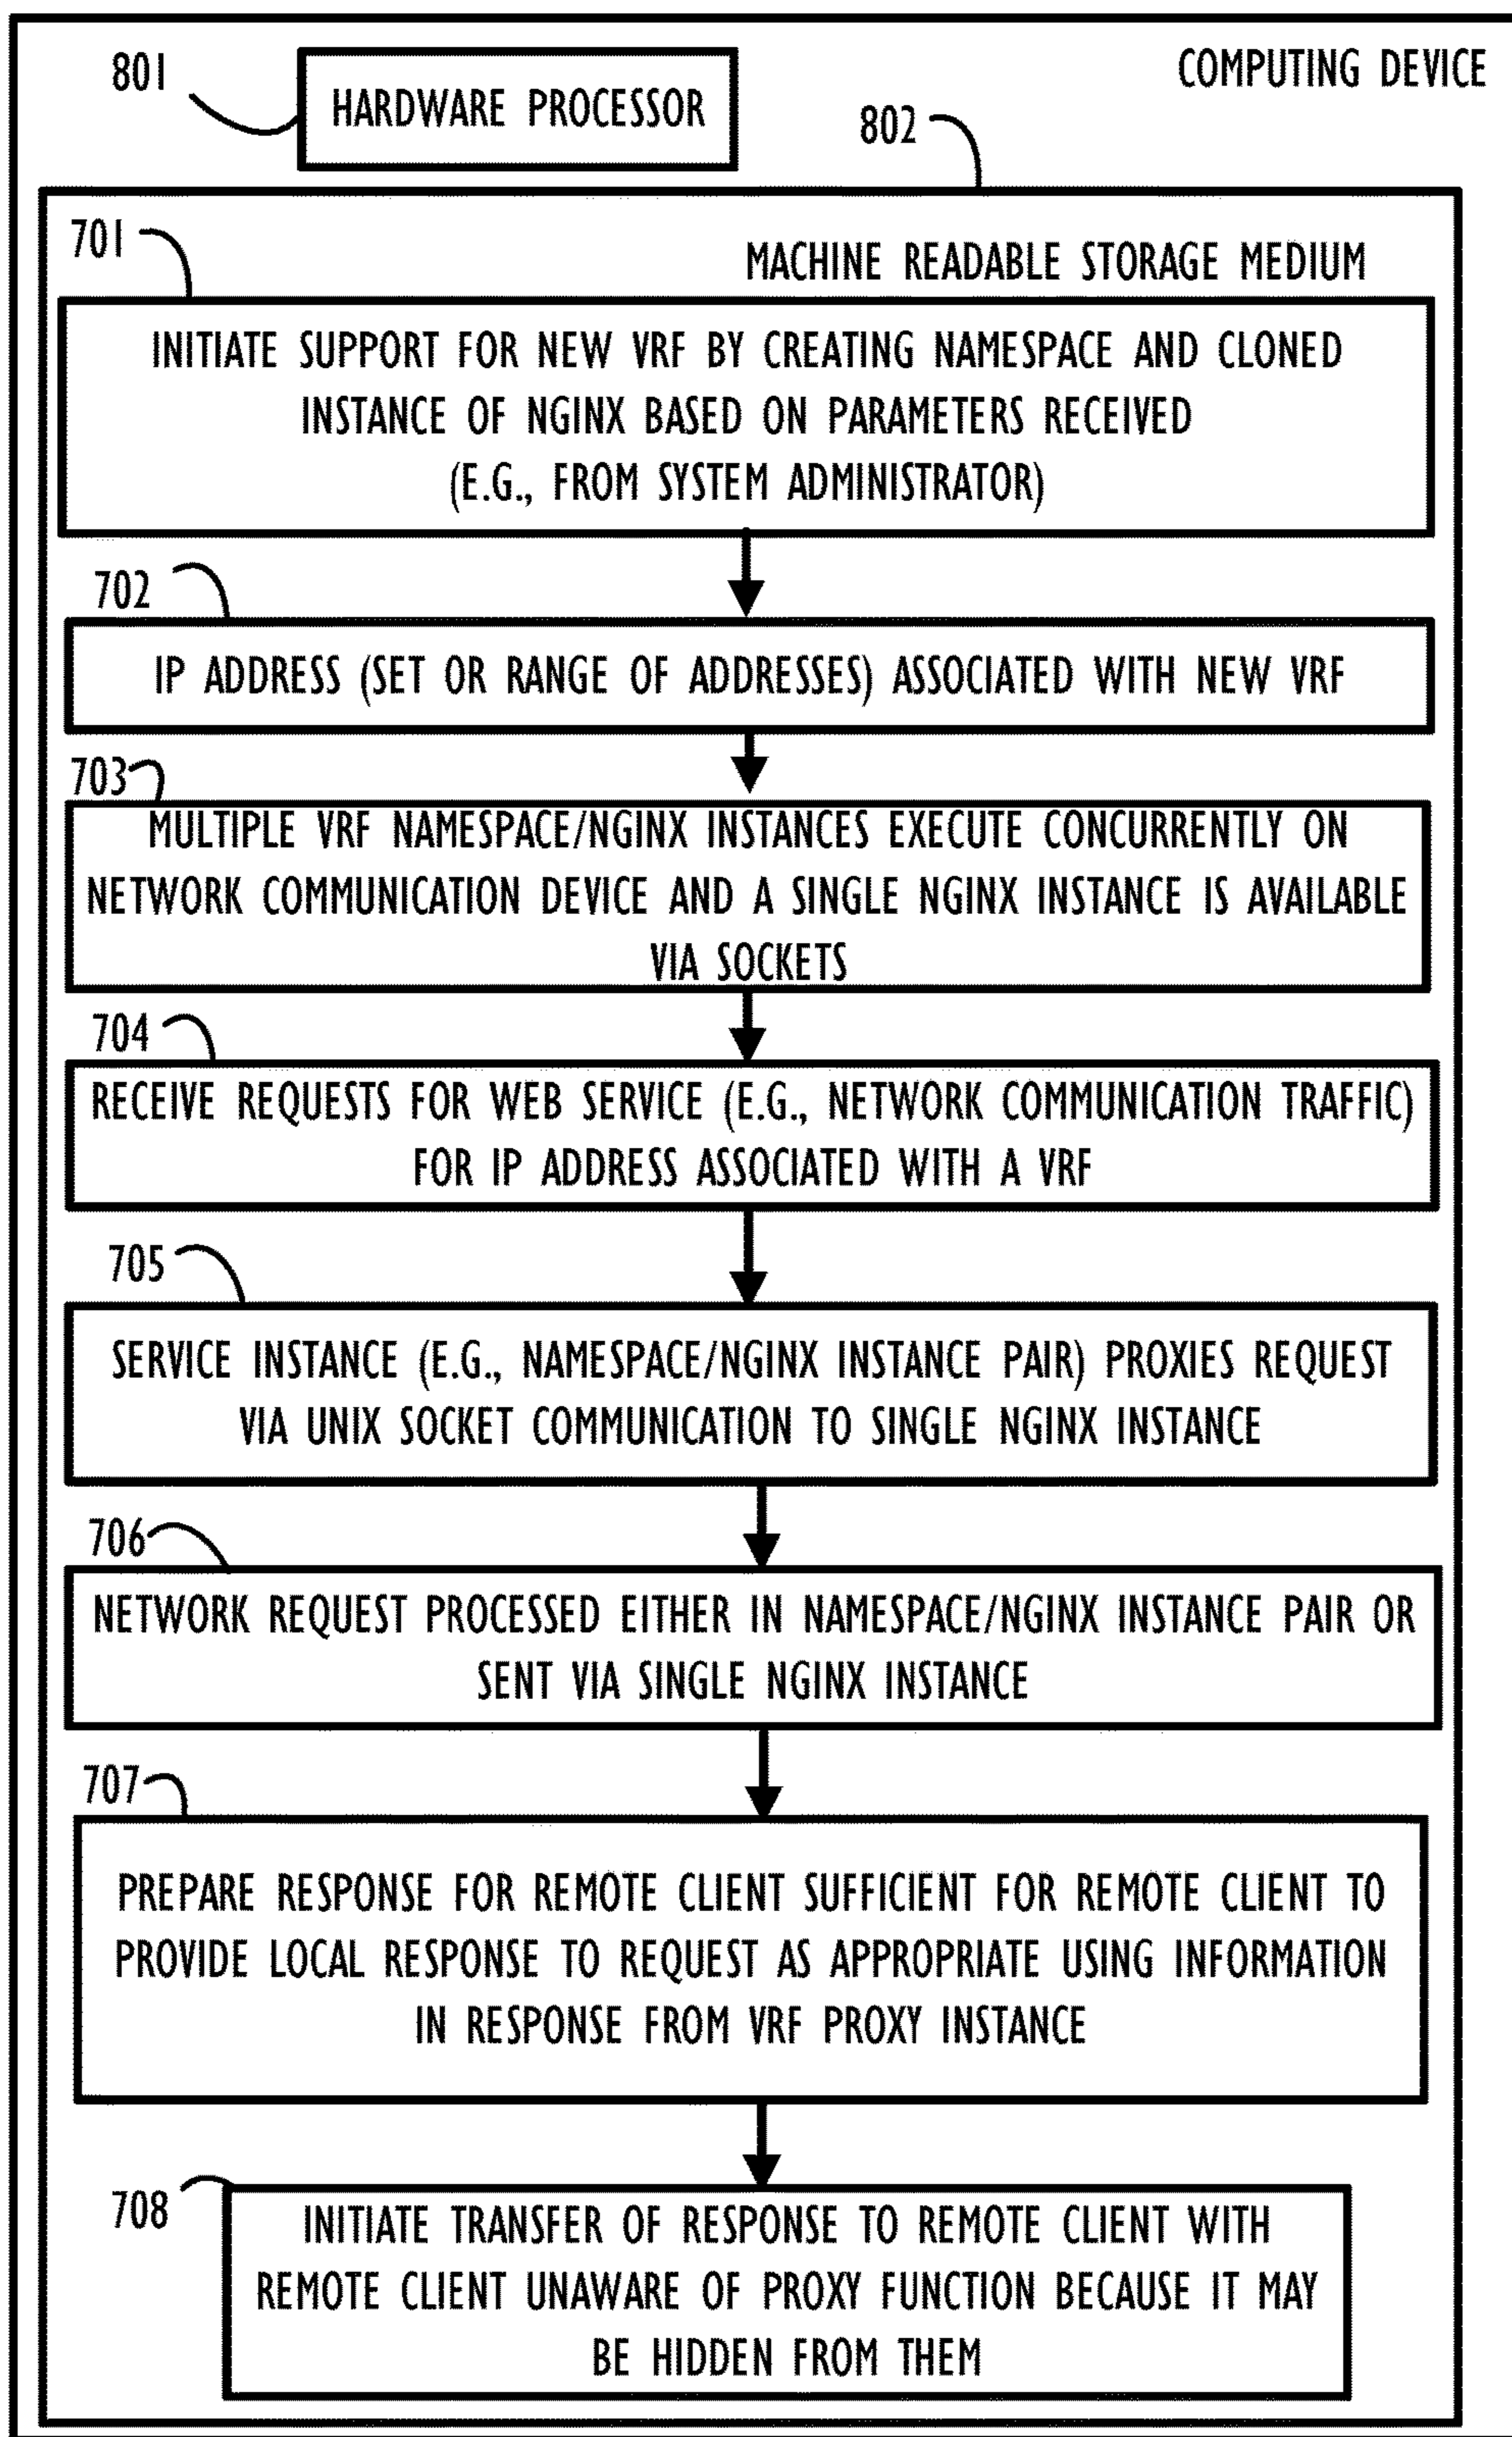 801
HARDWARE PROCESSOR
COMPUTING DEVICE
802
701
MACHINE READABLE STORAGE MEDIUM
INITIATE SUPPORT FOR NEW VRF BY CREATING NAMESPACE AND CLONED
INSTANCE OF NGINX BASED ON PARAMETERS RECEIVED
(E.G., FROM SYSTEM ADMINISTRATOR)
702
IP ADDRESS (SET OR RANGE OF ADDRESSES) ASSOCIATED WITH NEW VRF
703
MULTIPLE VRF NAMESPACE/NGINX INSTANCES EXECUTE CONCURRENTLY ON
NETWORK COMMUNICATION DEVICE AND A SINGLE NGINX INSTANCE IS AVAILABLE
VIA SOCKETS
704
RECEIVE REQUESTS FOR WEB SERVICE (E.G., NETWORK COMMUNICATION TRAFFIC)
FOR IP ADDRESS ASSOCIATED WITH A VRF
705
SERVICE INSTANCE (E.G., NAMESPACE/NGINX INSTANCE PAIR) PROXIES REQUEST
VIA UNIX SOCKET COMMUNICATION TO SINGLE NGINX INSTANCE
706
NETWORK REQUEST PROCESSED EITHER IN NAMESPACE/NGINX INSTANCE PAIR OR
SENT VIA SINGLE NGINX INSTANCE
707
PREPARE RESPONSE FOR REMOTE CLIENT SUFFICIENT FOR REMOTE CLIENT TO
PROVIDE LOCAL RESPONSE TO REQUEST AS APPROPRIATE USING INFORMATION
IN RESPONSE FROM VRF PROXY INSTANCE
708
INITIATE TRANSFER OF RESPONSE TO REMOTE CLIENT WITH
REMOTE CLIENT UNAWARE OF PROXY FUNCTION BECAUSE IT MAY
BE HIDDEN FROM THEM